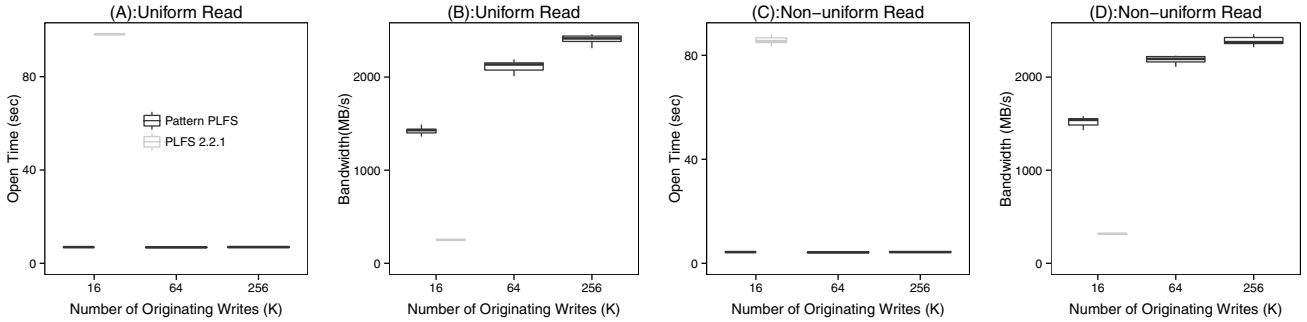 (A):Uniform Read
Open Time (sec)
80
40
0
Pattern PLFS
PLFS 2.2.1
16 64 256
Number of Originating Writes (K)
(B):Uniform Read
Bandwidth(MB/s)
2000
1000
0
16 64 256
Number of Originating Writes (K)
(C):Non−uniform Read
Open Time (sec)
80
40
0
16 64 256
Number of Originating Writes (K)
(D):Non−uniform Read
Bandwidth (MB/s)
2000
1000
0
16 64 256
Number of Originating Writes (K)